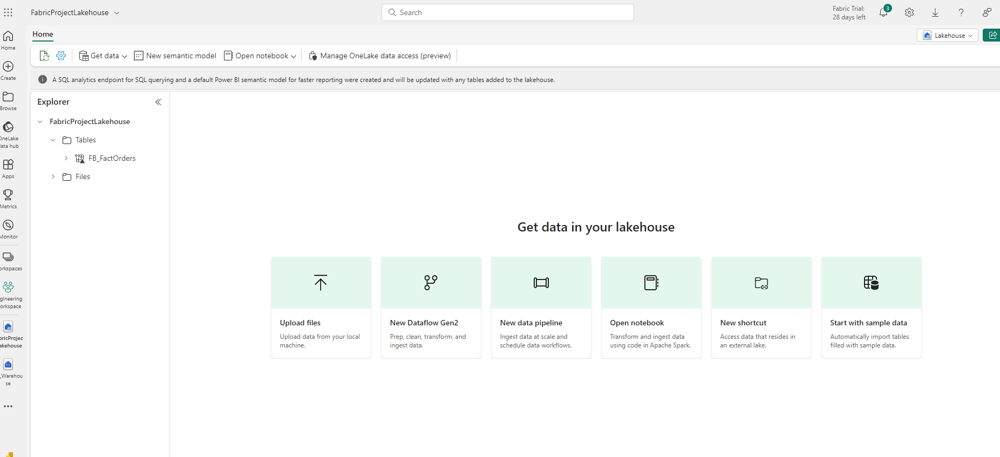 FabricProjectLakehouse
Search
Fabric Trial:
28 days left
3
Home
Lakehouse
Get data
New semantic model
Open notebook
Manage OneLake data access (preview)
A SQL analytics endpoint for SQL querying and a default Power BI semantic model for faster reporting were created and will be updated with any tables added to the lakehouse.
Home
Create
Browse
OneLake
data hub
Apps
Metrics
Monitor
orkspaces
gineering
orkspace
bricProjec
akehouse
_Warehou
se
Explorer
FabricProjectLakehouse
Tables
FB_FactOrders
Files
Get data in your lakehouse
Upload files
Upload data from your local
machine.
New Dataflow Gen2
Prep, clean, transform, and
ingest data.
New data pipeline
Ingest data at scale and
schedule data workflows.
Open notebook
Transform and ingest data
using code in Apache Spark.
New shortcut
Access data that resides in
an external lake.
Start with sample data
Automatically import tables
filled with sample data.